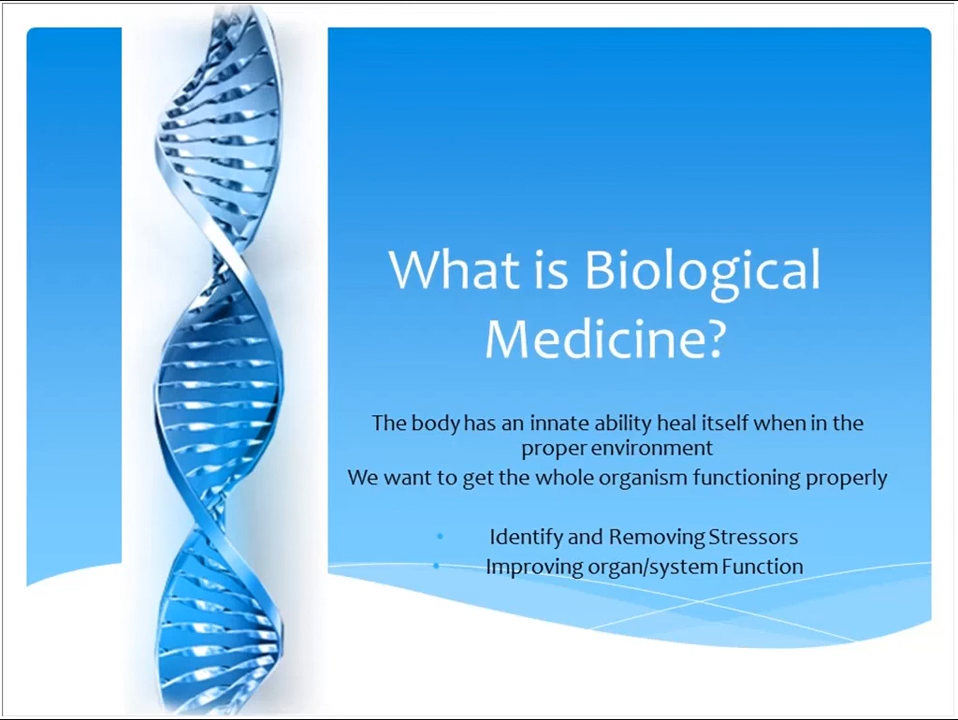 What is Biological
Medicine?
The body has an innate ability heal itself when in the
proper environment
We want to get the whole organism functioning properly
• Identify and Removing Stressors
• Improving organ/system Function